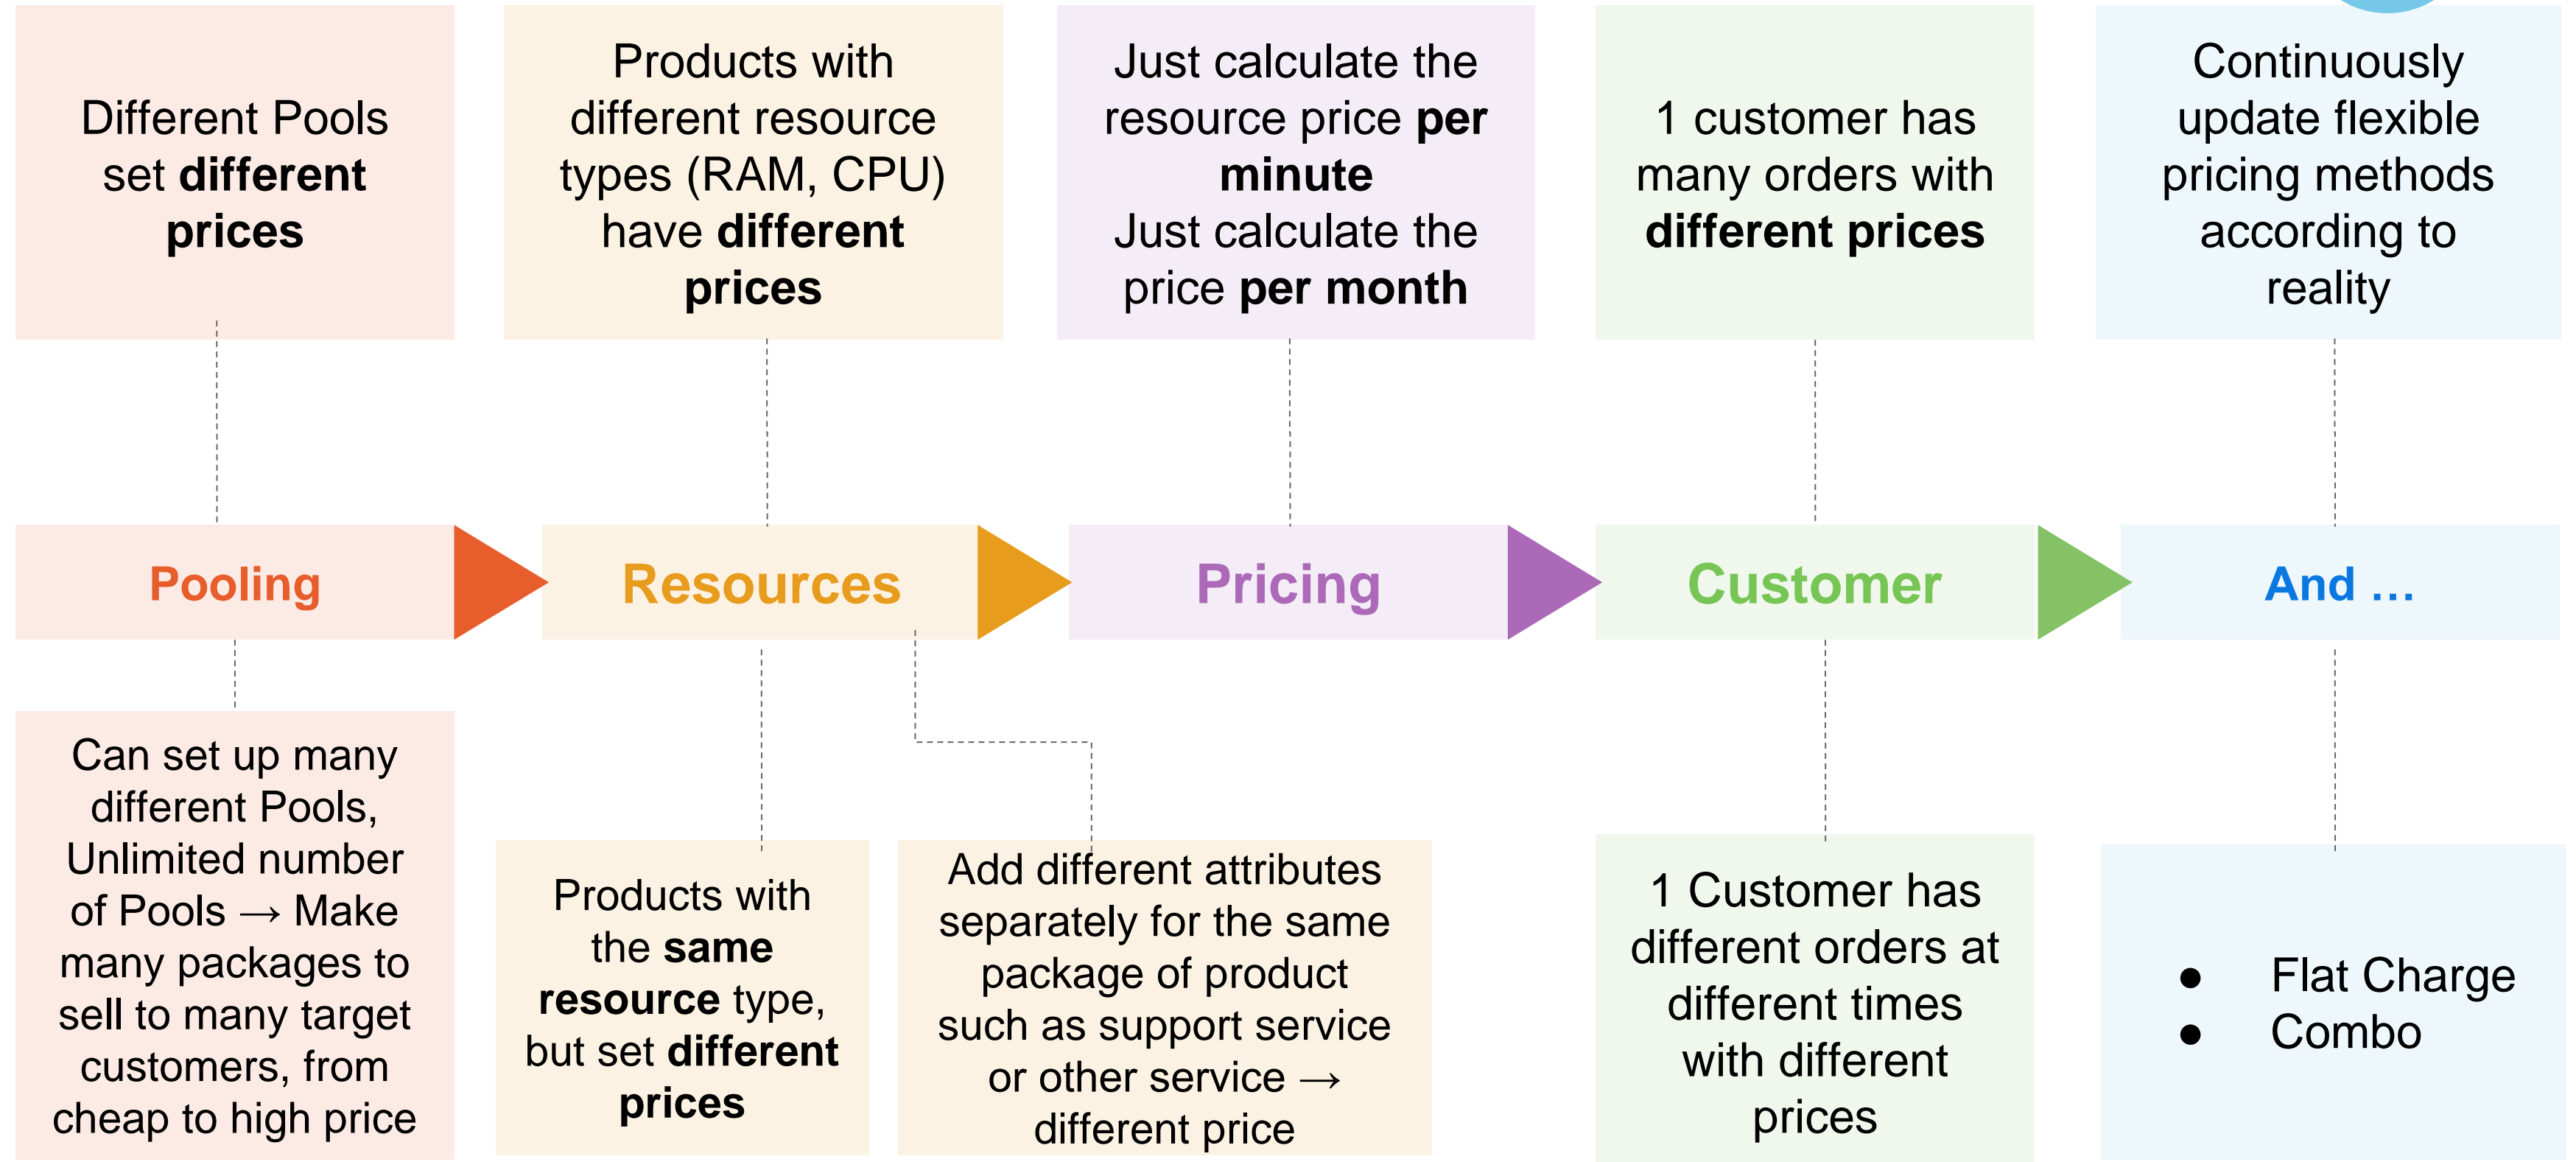 Different Pools
set different
prices
Products with
different resource
types (RAM, CPU)
have different
prices
Just calculate the
resource price per
minute
Just calculate the
price per month
1 customer has
many orders with
different prices
Continuously
update flexible
pricing methods
according to
reality
Pooling
Resources
Pricing
Customer
And ...
Can set up many
different Pools,
Unlimited number
of Pools → Make
many packages to
sell to many target
customers, from
cheap to high price
Products with
the same
resource type,
but set different
prices
Add different attributes
separately for the same
package of product
such as support service
or other service →
different price
1 Customer has
different orders at
different times
with different
prices
● Flat Charge
● Combo